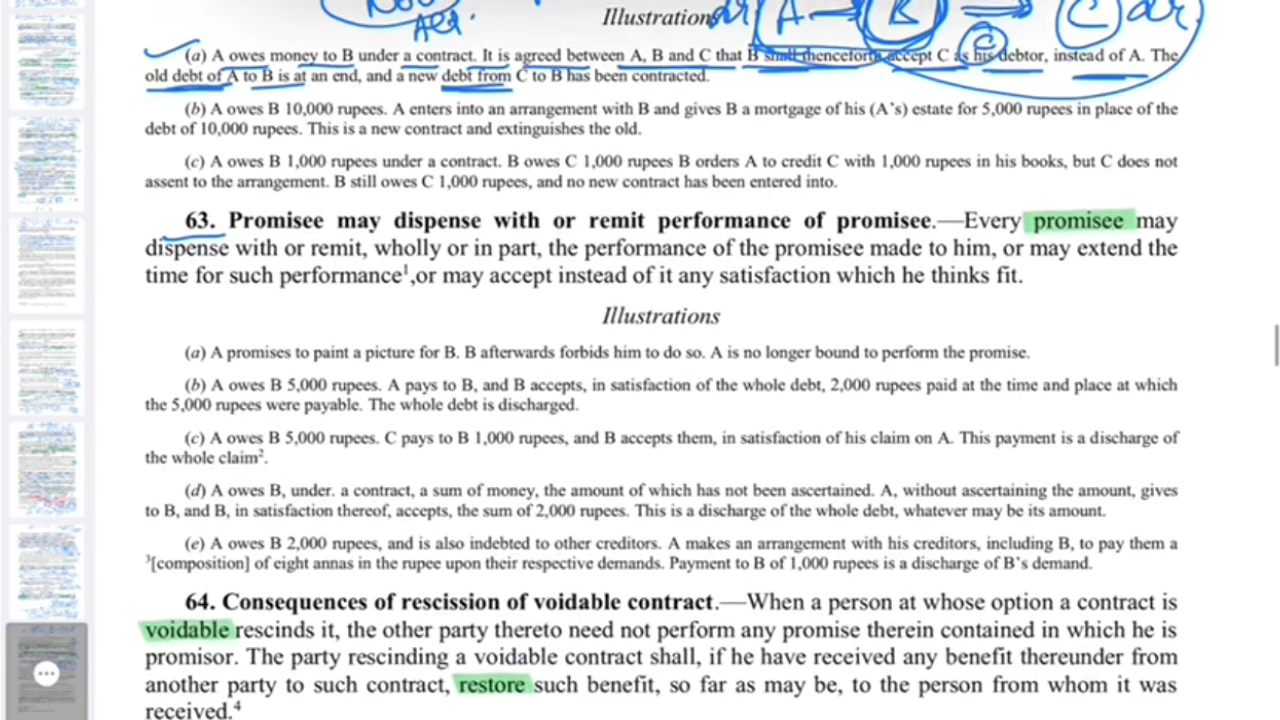 Illustrations
(a) A owes money to B under a contract. It is agreed between A, B and C that B shall thenceforth accept C as his debtor, instead of A. The
old debt of A to B is at an end, and a new debt from C to B has been contracted.
(b) A owes B 10,000 rupees. A enters into an arrangement with B and gives B a mortgage of his (A's) estate for 5,000 rupees in place of the
debt of 10,000 rupees. This is a new contract and extinguishes the old.
(c) A owes B 1,000 rupees under a contract. B owes C 1,000 rupees B orders A to credit C with 1,000 rupees in his books, but C does not
assent to the arrangement. B still owes C 1,000 rupees, and no new contract has been entered into.
63. Promisee may dispense with or remit performance of promisee.—Every promisee may
dispense with or remit, wholly or in part, the performance of the promisee made to him, or may extend the
time for such performance¹,or may accept instead of it any satisfaction which he thinks fit.
Illustrations
(a) A promises to paint a picture for B. B afterwards forbids him to do so. A is no longer bound to perform the promise.
(b) A owes B 5,000 rupees. A pays to B, and B accepts, in satisfaction of the whole debt, 2,000 rupees paid at the time and place at which
the 5,000 rupees were payable. The whole debt is discharged.
(c) A owes B 5,000 rupees. C pays to B 1,000 rupees, and B accepts them, in satisfaction of his claim on A. This payment is a discharge of
the whole claim².
(d) A owes B, under. a contract, a sum of money, the amount of which has not been ascertained. A, without ascertaining the amount, gives
to B, and B, in satisfaction thereof, accepts, the sum of 2,000 rupees. This is a discharge of the whole debt, whatever may be its amount.
(e) A owes B 2,000 rupees, and is also indebted to other creditors. A makes an arrangement with his creditors, including B, to pay them a
³[composition] of eight annas in the rupee upon their respective demands. Payment to B of 1,000 rupees is a discharge of B's demand.
64. Consequences of rescission of voidable contract.—When a person at whose option a contract is
voidable rescinds it, the other party thereto need not perform any promise therein contained in which he is
promisor. The party rescinding a voidable contract shall, if he have received any benefit thereunder from
another party to such contract, restore such benefit, so far as may be, to the person from whom it was
received.⁴